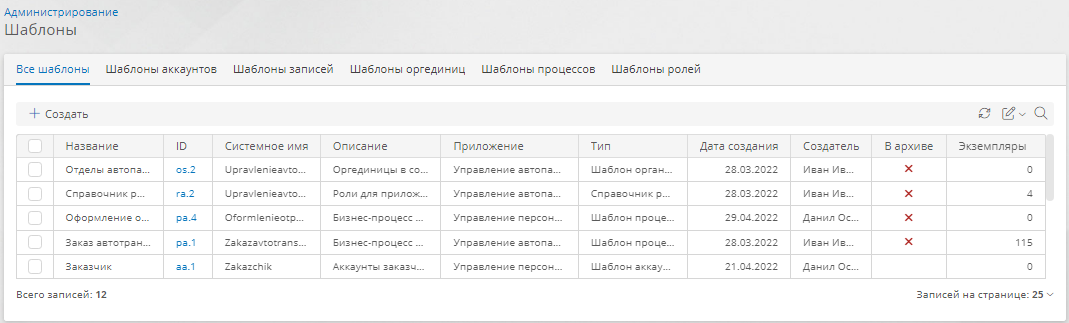 Администрирование
Шаблоны
Все шаблоны Шаблоны аккаунтов Шаблоны записей Шаблоны оргединиц Шаблоны процессов Шаблоны ролей
+ Создать
Название ID Системное имя Описание Приложение Тип Дата создания Создатель В архиве Экземпляры
Отделы автопа... os.2 Upravlenieavto... Оргединицы в со... Управление автопа... Шаблон орган... 28.03.2022 Иван Ив... 0
Справочник р... ra.2 Upravlenieavto... Роли для прилож... Управление автопа... Справочник р... 28.03.2022 Иван Ив... 4
Оформление о... pa.4 Oformlenieotp... Бизнес-процесс ... Управление персон... Шаблон проце... 29.04.2022 Данил Ос... 0
Заказ автотран... pa.1 Zakazavtotrans... Бизнес-процесс ... Управление автопа... Шаблон проце... 28.03.2022 Иван Ив... 115
Заказчик aa.1 Zakazchik Аккаунты заказч... Управление персон... Шаблон аккау... 21.04.2022 Данил Ос... 0
Всего записей: 12 Записей на странице: 25